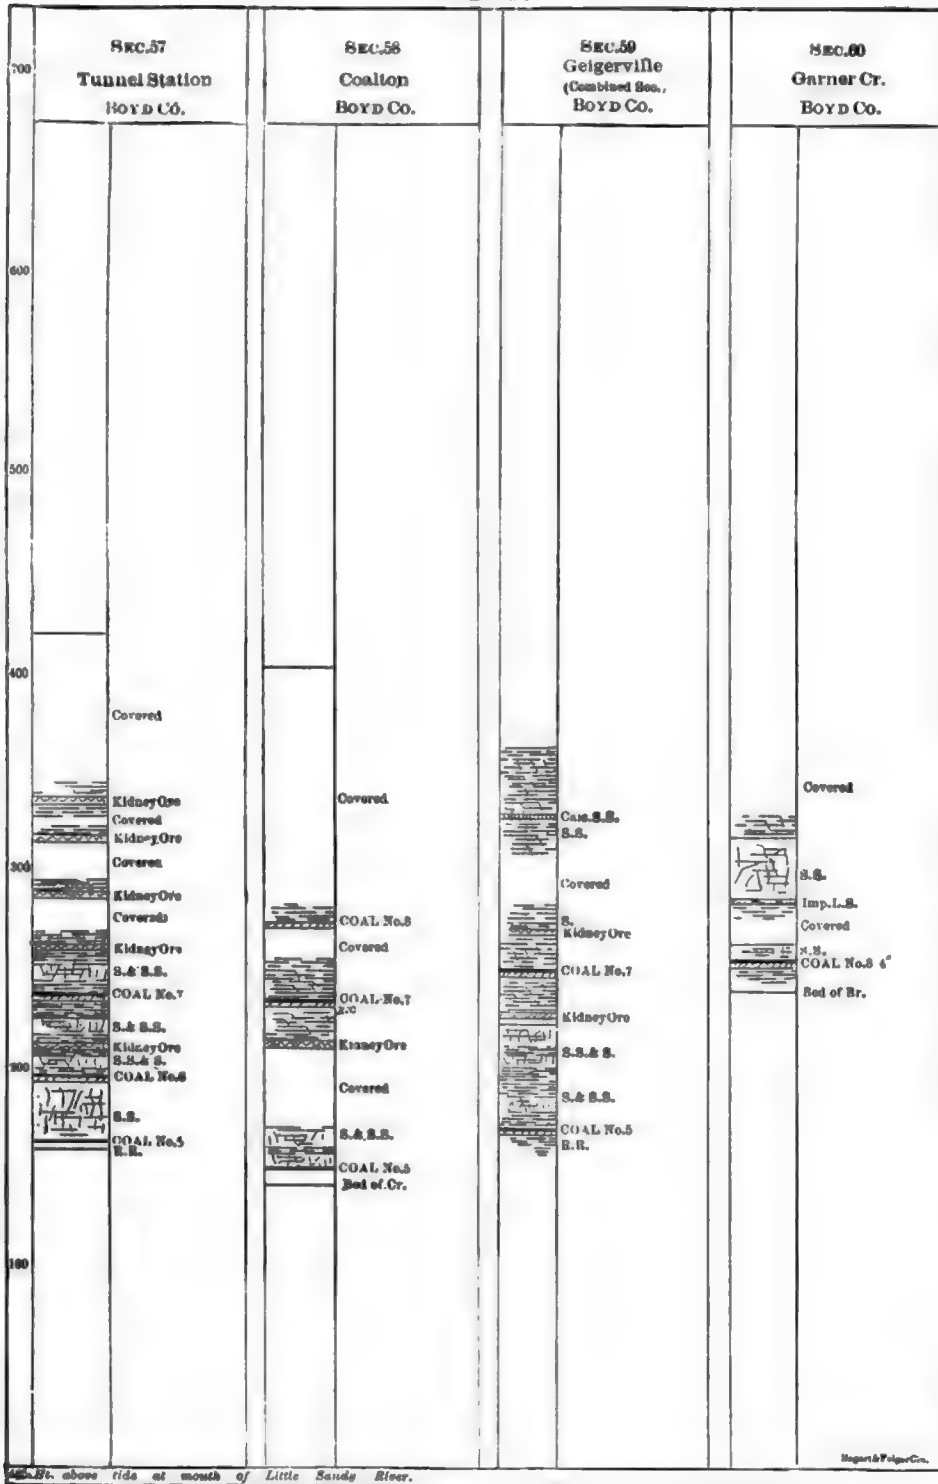 SEC.57
Tunnel Station
BOYD CO.
SEC.58
Coalton
BOYD CO.
SEC.59
Geigerville
(Combined Sec.,
BOYD CO.
SEC.60
Garner Cr.
BOYD CO.
700
600
500
400
300
200
100
Covered
Kidney Ore
Covered
Kidney Ore
Covered
Kidney Ore
Covered
Kidney Ore
S. & S.S.
COAL No.7
S. & S.S.
Kidney Ore
S.S. & S.
COAL No.6
S.S.
COAL No.5
R.R.
Covered
COAL No.8
Covered
COAL No.7
Kidney Ore
Covered
S. & S.S.
COAL No.5
Bed of Cr.
S.S.
Covered
S.
Kidney Ore
COAL No.7
Kidney Ore
S.S. & S.
S. & S.S.
COAL No.5
R.R.
Covered
S.S.
Imp. L.S.
Covered
S.S.
COAL No.8
Bed of Br.
Ft. above tide at mouth of Little Sandy River.